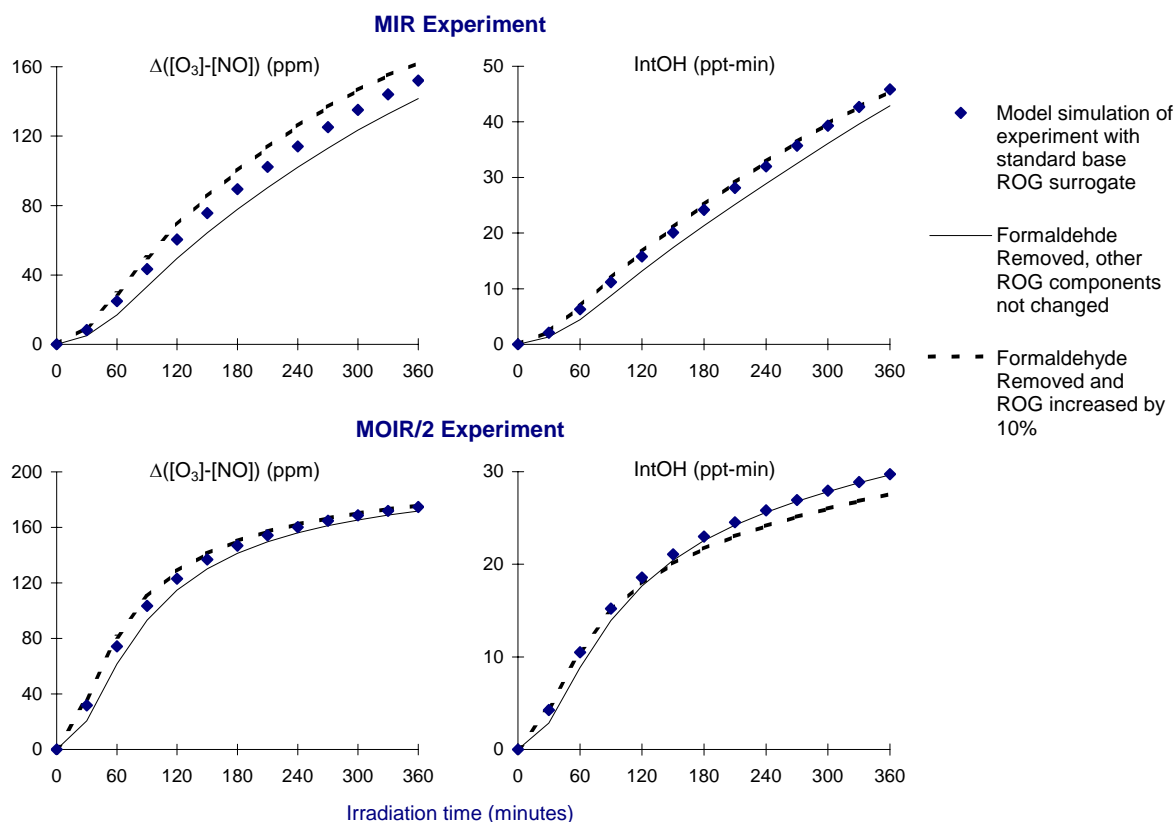 MIR Experiment
Δ([O3]-[NO]) (ppm)
160
120
80
40
0
0 60 120 180 240 300 360
IntOH (ppt-min)
50
40
30
20
10
0
0 60 120 180 240 300 360
Model simulation of
experiment with
standard base
ROG surrogate
Formaldehde
Removed, other
ROG components
not changed
Formaldehyde
Removed and
ROG increased by
10%
MOIR/2 Experiment
Δ([O3]-[NO]) (ppm)
200
160
120
80
40
0
0 60 120 180 240 300 360
IntOH (ppt-min)
30
20
10
0
0 60 120 180 240 300 360
Irradiation time (minutes)